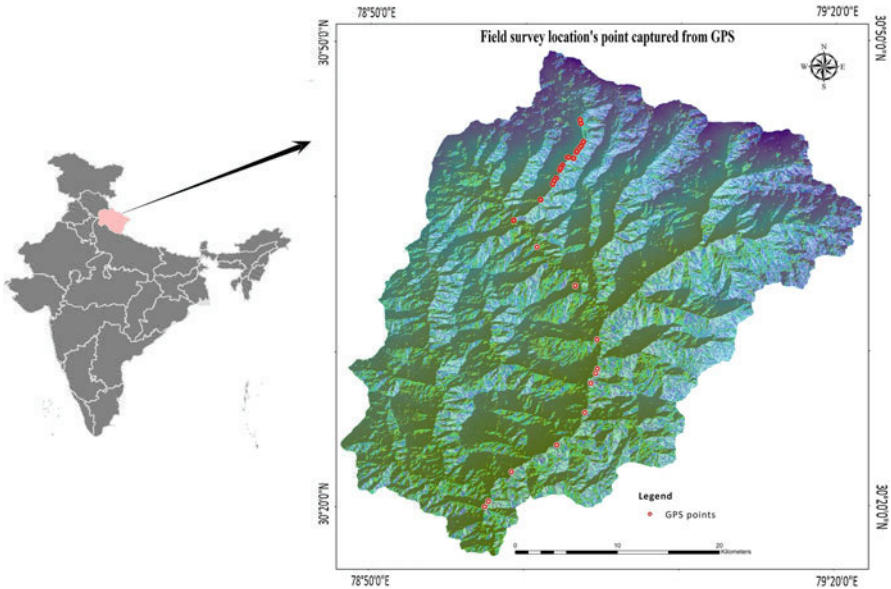 78°50'0"E
79°20'0"E
30°50'0"N
30°50'0"N
Field survey location's point captured from GPS
N
W E
S
30°20'0"N
30°20'0"N
Legend
GPS points
0 10 20
Kilometers
78°50'0"E
79°20'0"E